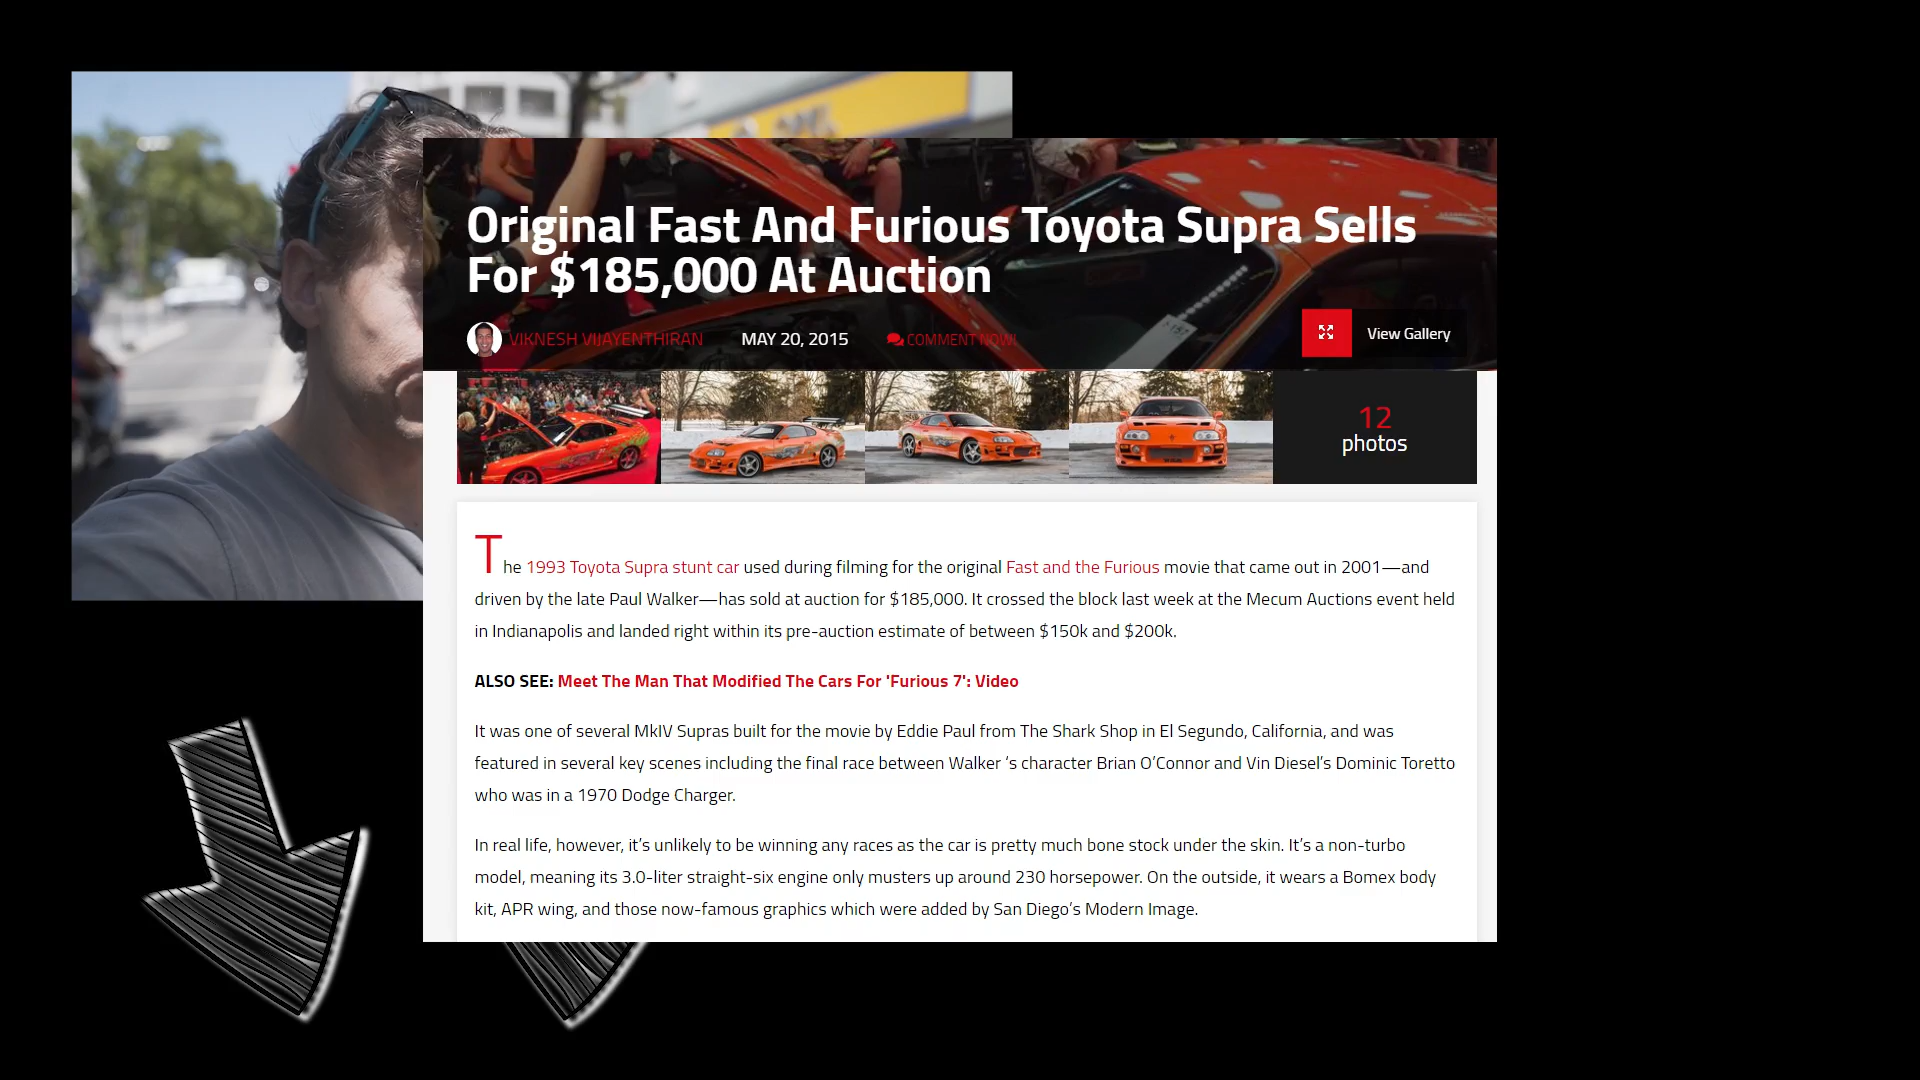 Original Fast And Furious Toyota Supra Sells
For $185,000 At Auction
VIKNESH VIJAYENTHIRAN MAY 20, 2015 COMMENT NOW!
View Gallery
12
photos
The 1993 Toyota Supra stunt car used during filming for the original Fast and the Furious movie that came out in 2001—and
driven by the late Paul Walker—has sold at auction for $185,000. It crossed the block last week at the Mecum Auctions event held
in Indianapolis and landed right within its pre-auction estimate of between $150k and $200k.
ALSO SEE: Meet The Man That Modified The Cars For 'Furious 7': Video
It was one of several MkIV Supras built for the movie by Eddie Paul from The Shark Shop in El Segundo, California, and was
featured in several key scenes including the final race between Walker ‘s character Brian O’Connor and Vin Diesel’s Dominic Toretto
who was in a 1970 Dodge Charger.
In real life, however, it’s unlikely to be winning any races as the car is pretty much bone stock under the skin. It’s a non-turbo
model, meaning its 3.0-liter straight-six engine only musters up around 230 horsepower. On the outside, it wears a Bomex body
kit, APR wing, and those now-famous graphics which were added by San Diego’s Modern Image.